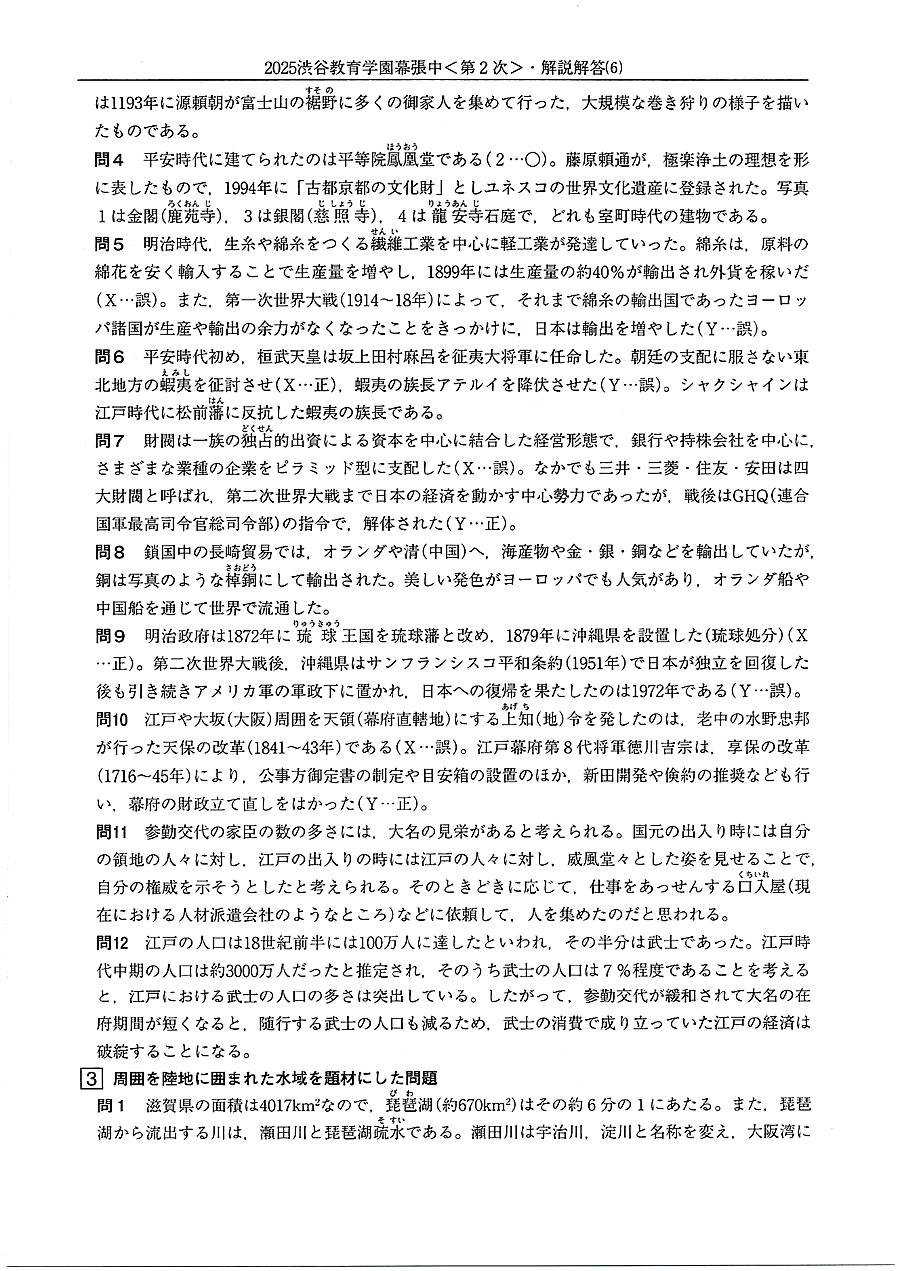 2025渋谷教育学園幕張中＜第２次＞・解説解答(6)
は1193年に源頼朝が富士山の裾野に多くの御家人を集めて行った，大規模な巻き狩りの様子を描い
たものである。
問４　平安時代に建てられたのは平等院鳳凰堂である(２…○)。藤原頼通が，極楽浄土の理想を形
に表したもので，1994年に「古都京都の文化財」としユネスコの世界文化遺産に登録された。写真
１は金閣(鹿苑寺)，３は銀閣(慈照寺)，４は龍安寺石庭で，どれも室町時代の建物である。
問５　明治時代，生糸や綿糸をつくる繊維工業を中心に軽工業が発達していった。綿糸は，原料の
綿花を安く輸入することで生産量を増やし，1899年には生産量の約40％が輸出され外貨を稼いだ
(Ｘ…誤)。また，第一次世界大戦(1914～18年)によって，それまで綿糸の輸出国であったヨーロッ
パ諸国が生産や輸出の余力がなくなったことをきっかけに，日本は輸出を増やした(Ｙ…誤)。
問６　平安時代初め，桓武天皇は坂上田村麻呂を征夷大将軍に任命した。朝廷の支配に服さない東
北地方の蝦夷を征討させ(Ｘ…正)，蝦夷の族長アテルイを降伏させた(Ｙ…誤)。シャクシャインは
江戸時代に松前藩に反抗した蝦夷の族長である。
問７　財閥は一族の独占的出資による資本を中心に結合した経営形態で，銀行や持株会社を中心に，
さまざまな業種の企業をピラミッド型に支配した(Ｘ…誤)。なかでも三井・三菱・住友・安田は四
大財閥と呼ばれ，第二次世界大戦まで日本の経済を動かす中心勢力であったが，戦後はGHQ(連合
国軍最高司令官総司令部)の指令で，解体された(Ｙ…正)。
問８　鎖国中の長崎貿易では，オランダや清(中国)へ，海産物や金・銀・銅などを輸出していたが，
銅は写真のような棹銅にして輸出された。美しい発色がヨーロッパでも人気があり，オランダ船や
中国船を通じて世界で流通した。
問９　明治政府は1872年に琉球王国を琉球藩と改め，1879年に沖縄県を設置した(琉球処分)(Ｘ
…正)。第二次世界大戦後，沖縄県はサンフランシスコ平和条約(1951年)で日本が独立を回復した
後も引き続きアメリカ軍の軍政下に置かれ，日本への復帰を果たしたのは1972年である(Ｙ…誤)。
問10　江戸や大坂(大阪)周囲を天領(幕府直轄地)にする上知(地)令を発したのは，老中の水野忠邦
が行った天保の改革(1841～43年)である(Ｘ…誤)。江戸幕府第８代将軍徳川吉宗は，享保の改革
(1716～45年)により，公事方御定書の制定や目安箱の設置のほか，新田開発や倹約の推奨なども行
い，幕府の財政立て直しをはかった(Ｙ…正)。
問11　参勤交代の家臣の数の多さには，大名の見栄があると考えられる。国元の出入り時には自分
の領地の人々に対し，江戸の出入りの時には江戸の人々に対し，威風堂々とした姿を見せることで，
自分の権威を示そうとしたと考えられる。そのときどきに応じて，仕事をあっせんする口入屋(現
在における人材派遣会社のようなところ)などに依頼して，人を集めたのだと思われる。
問12　江戸の人口は18世紀前半には100万人に達したといわれ，その半分は武士であった。江戸時
代中期の人口は約3000万人だったと推定され，そのうち武士の人口は７％程度であることを考える
と，江戸における武士の人口の多さは突出している。したがって，参勤交代が緩和されて大名の在
府期間が短くなると，随行する武士の人口も減るため，武士の消費で成り立っていた江戸の経済は
破綻することになる。
３　周囲を陸地に囲まれた水域を題材にした問題
問１　滋賀県の面積は4017km²なので，琵琶湖(約670km²)はその約６分の１にあたる。また，琵琶
湖から流出する川は，瀬田川と琵琶湖疏水である。瀬田川は宇治川，淀川と名称を変え，大阪湾に